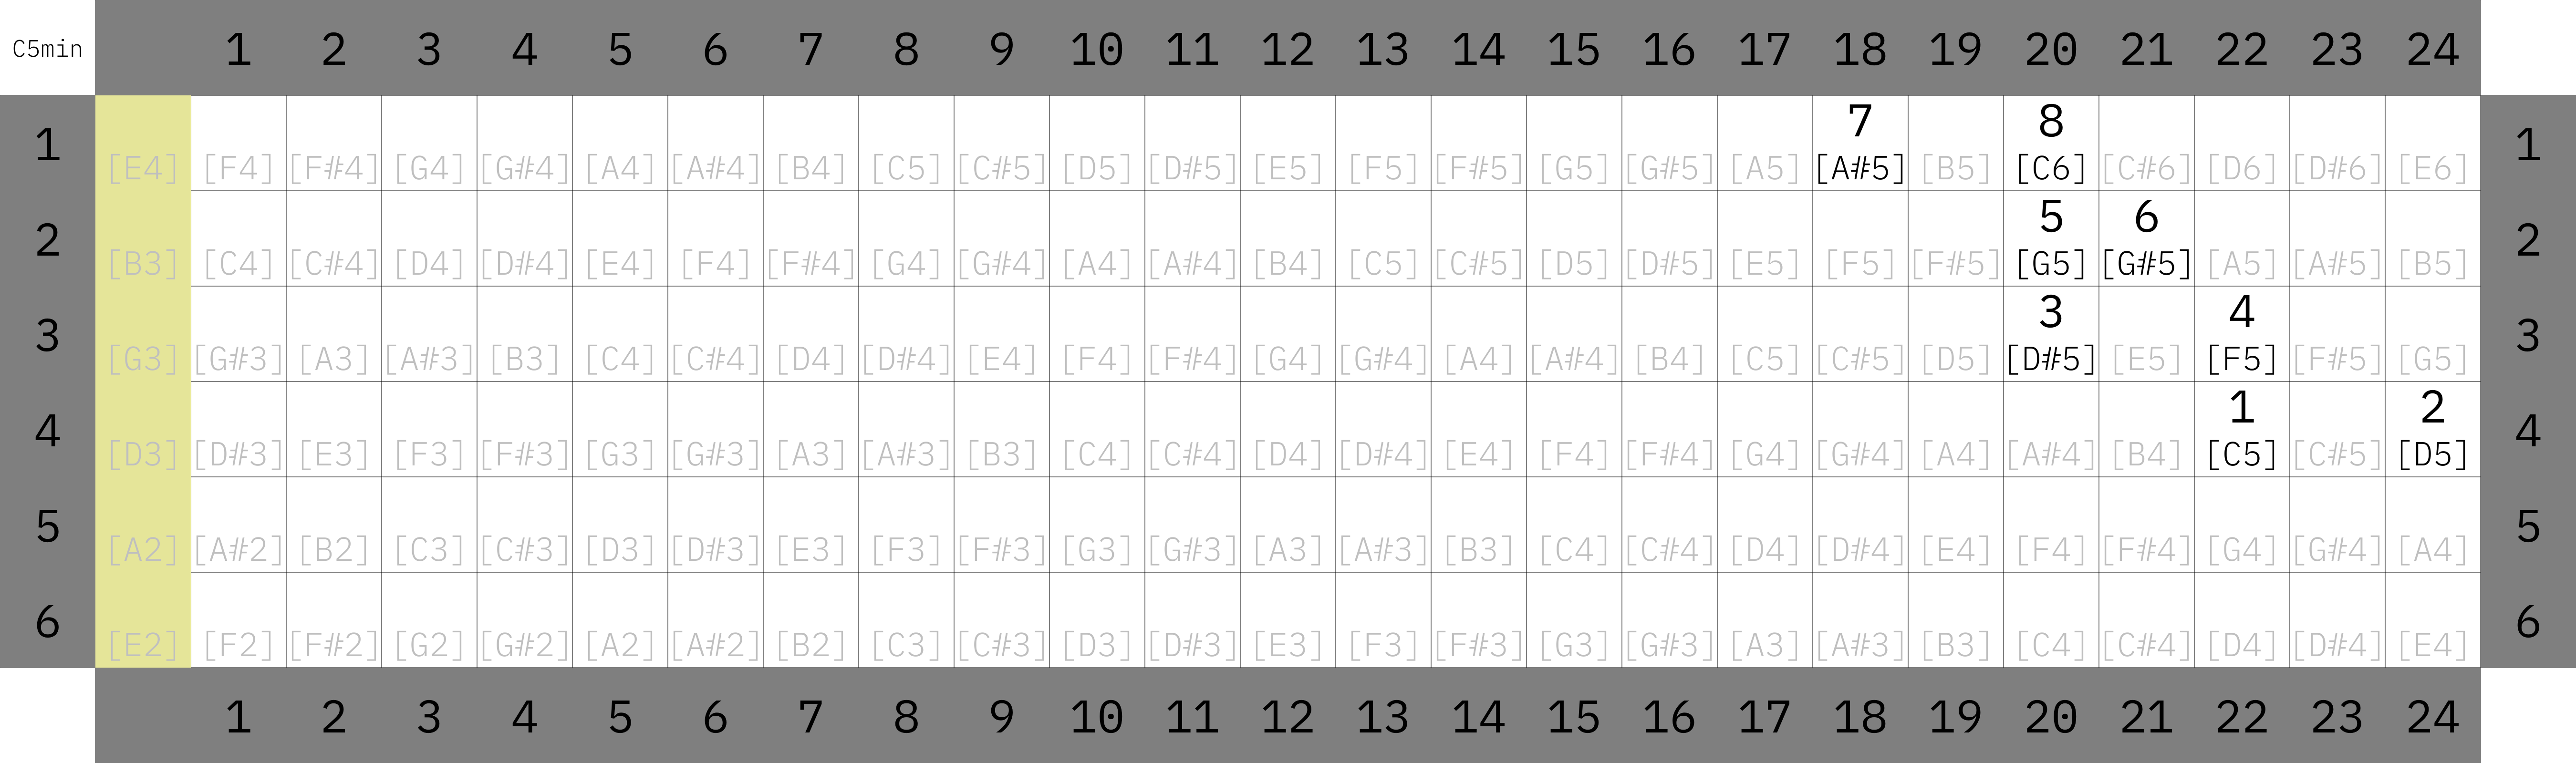 C5min 1 2 3 4 5 6 7 8 9 10 11 12 13 14 15 16 17 18 19 20 21 22 23 24
7 8
1 [E4] [F4] [F#4] [G4] [G#4] [A4] [A#4] [B4] [C5] [C#5] [D5] [D#5] [E5] [F5] [F#5] [G5] [G#5] [A5] [A#5] [B5] [C6] [C#6] [D6] [D#6] [E6] 1
5 6
2 [B3] [C4] [C#4] [D4] [D#4] [E4] [F4] [F#4] [G4] [G#4] [A4] [A#4] [B4] [C5] [C#5] [D5] [D#5] [E5] [F5] [F#5] [G5] [G#5] [A5] [A#5] [B5] 2
3 4
3 [G3] [G#3] [A3] [A#3] [B3] [C4] [C#4] [D4] [D#4] [E4] [F4] [F#4] [G4] [G#4] [A4] [A#4] [B4] [C5] [C#5] [D5] [D#5] [E5] [F5] [F#5] [G5] 3
1 2
4 [D3] [D#3] [E3] [F3] [F#3] [G3] [G#3] [A3] [A#3] [B3] [C4] [C#4] [D4] [D#4] [E4] [F4] [F#4] [G4] [G#4] [A4] [A#4] [B4] [C5] [C#5] [D5] 4
5 [A2] [A#2] [B2] [C3] [C#3] [D3] [D#3] [E3] [F3] [F#3] [G3] [G#3] [A3] [A#3] [B3] [C4] [C#4] [D4] [D#4] [E4] [F4] [F#4] [G4] [G#4] [A4] 5
6 [E2] [F2] [F#2] [G2] [G#2] [A2] [A#2] [B2] [C3] [C#3] [D3] [D#3] [E3] [F3] [F#3] [G3] [G#3] [A3] [A#3] [B3] [C4] [C#4] [D4] [D#4] [E4] 6
1 2 3 4 5 6 7 8 9 10 11 12 13 14 15 16 17 18 19 20 21 22 23 24